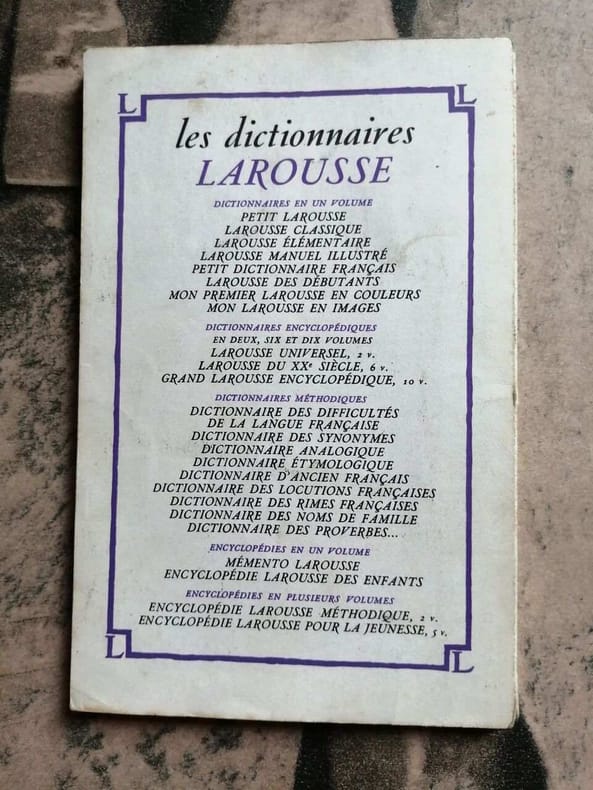 L L
les dictionnaires
LAROUSSE
DICTIONNAIRES EN UN VOLUME
PETIT LAROUSSE
LAROUSSE CLASSIQUE
LAROUSSE ÉLÉMENTAIRE
LAROUSSE MANUEL ILLUSTRÉ
PETIT DICTIONNAIRE FRANÇAIS
LAROUSSE DES DÉBUTANTS
MON PREMIER LAROUSSE EN COULEURS
MON LAROUSSE EN IMAGES
DICTIONNAIRES ENCYCLOPÉDIQUES
EN DEUX, SIX ET DIX VOLUMES
LAROUSSE UNIVERSEL, 2 v.
LAROUSSE DU XXe SIÈCLE, 6 v.
GRAND LAROUSSE ENCYCLOPÉDIQUE, 10 v.
DICTIONNAIRES MÉTHODIQUES
DICTIONNAIRE DES DIFFICULTÉS
DE LA LANGUE FRANÇAISE
DICTIONNAIRE DES SYNONYMES
DICTIONNAIRE ANALOGIQUE
DICTIONNAIRE ÉTYMOLOGIQUE
DICTIONNAIRE D'ANCIEN FRANÇAIS
DICTIONNAIRE DES LOCUTIONS FRANÇAISES
DICTIONNAIRE DES RIMES FRANÇAISES
DICTIONNAIRE DES NOMS DE FAMILLE
DICTIONNAIRE DES PROVERBES...
ENCYCLOPÉDIES EN UN VOLUME
MÉMENTO LAROUSSE
ENCYCLOPÉDIE LAROUSSE DES ENFANTS
ENCYCLOPÉDIES EN PLUSIEURS VOLUMES
ENCYCLOPÉDIE LAROUSSE MÉTHODIQUE, 2 v.
ENCYCLOPÉDIE LAROUSSE POUR LA JEUNESSE, 5 v.
L L